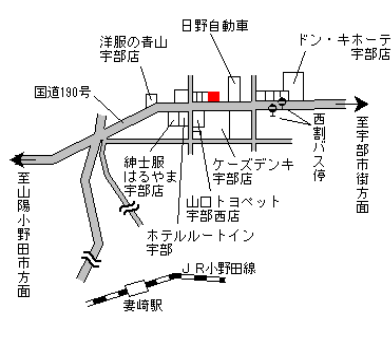 日野自動車
洋服の青山
宇部店
ドン・キホーテ
宇部店
国道190号
西割バス停
至宇部市街方面
紳士服
はるやま
宇部店
ケーズデンキ
宇部店
山口トヨペット
宇部西店
ホテルルートイン
宇部
至山陽小野田市方面
ＪＲ小野田線
妻崎駅